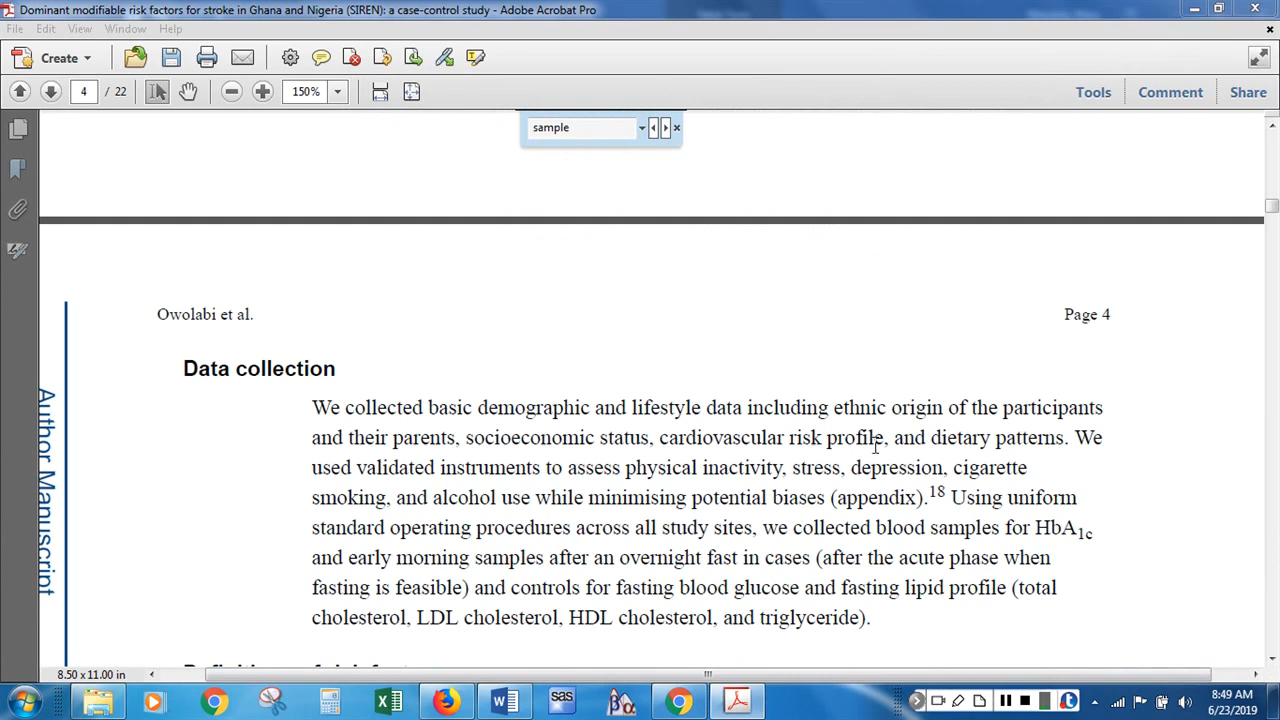 Dominant modifiable risk factors for stroke in Ghana and Nigeria (SIREN): a case-control study - Adobe Acrobat Pro
File Edit View Window Help
Create
4 / 22 150% Tools Comment Share
sample
Owolabi et al. Page 4
Data collection
We collected basic demographic and lifestyle data including ethnic origin of the participants
and their parents, socioeconomic status, cardiovascular risk profile, and dietary patterns. We
used validated instruments to assess physical inactivity, stress, depression, cigarette
smoking, and alcohol use while minimising potential biases (appendix).18 Using uniform
standard operating procedures across all study sites, we collected blood samples for HbA1c
and early morning samples after an overnight fast in cases (after the acute phase when
fasting is feasible) and controls for fasting blood glucose and fasting lipid profile (total
cholesterol, LDL cholesterol, HDL cholesterol, and triglyceride).
Author Manuscript
8.50 x 11.00 in
sas
βα
8:49 AM
6/23/2019